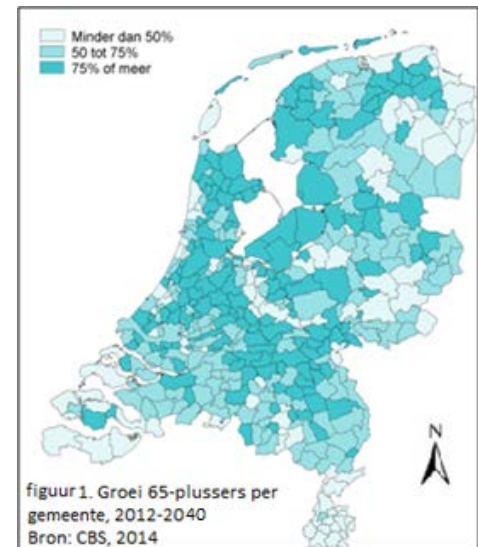 Minder dan 50%
50 tot 75%
75% of meer
N
figuur 1. Groei 65-plussers per
gemeente, 2012-2040
Bron: CBS, 2014